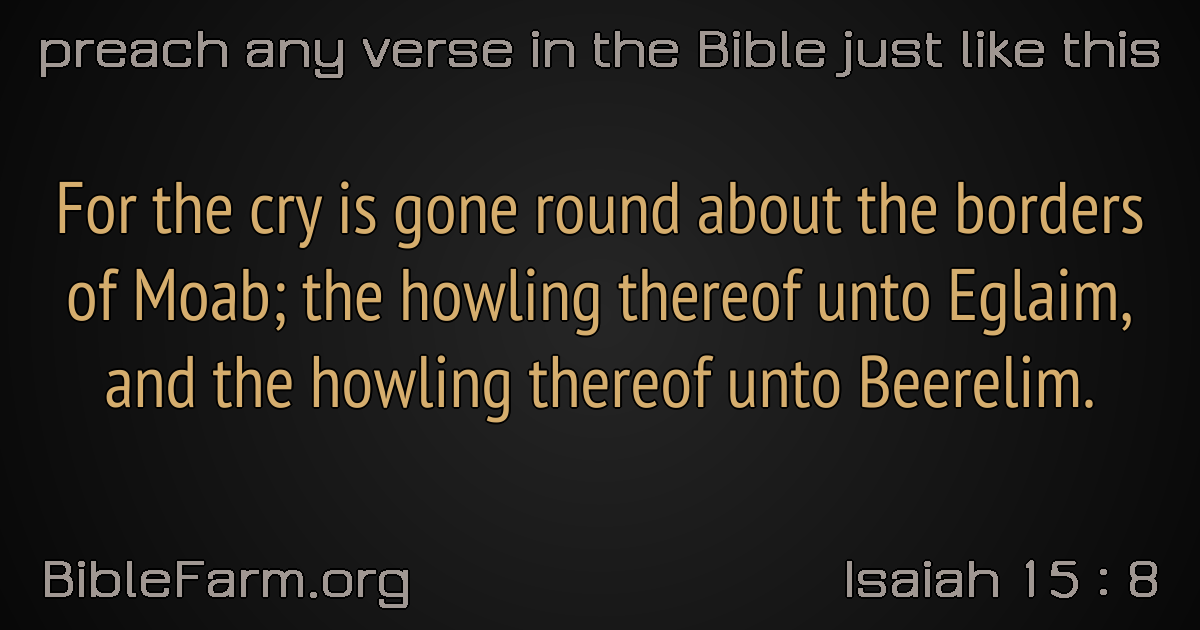 preach any verse in the Bible just like this
For the cry is gone round about the borders
of Moab; the howling thereof unto Eglaim,
and the howling thereof unto Beerelim.
BibleFarm.org
Isaiah 15 : 8